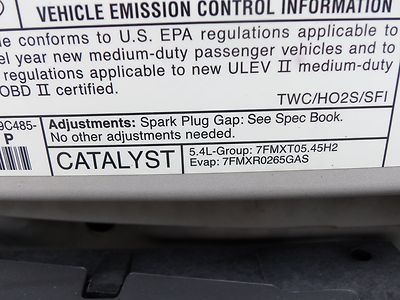 VEHICLE EMISSION CONTROL INFORMATION
conforms to U.S. EPA regulations applicable to
year new medium-duty passenger vehicles and to
regulations applicable to new ULEV II medium-duty
OBD II certified.
TWC/HO2S/SFI
9C485-
P
Adjustments: Spark Plug Gap: See Spec Book.
No other adjustments needed.
CATALYST
5.4L-Group: 7FMXT05.45H2
Evap: 7FMXR0265GAS